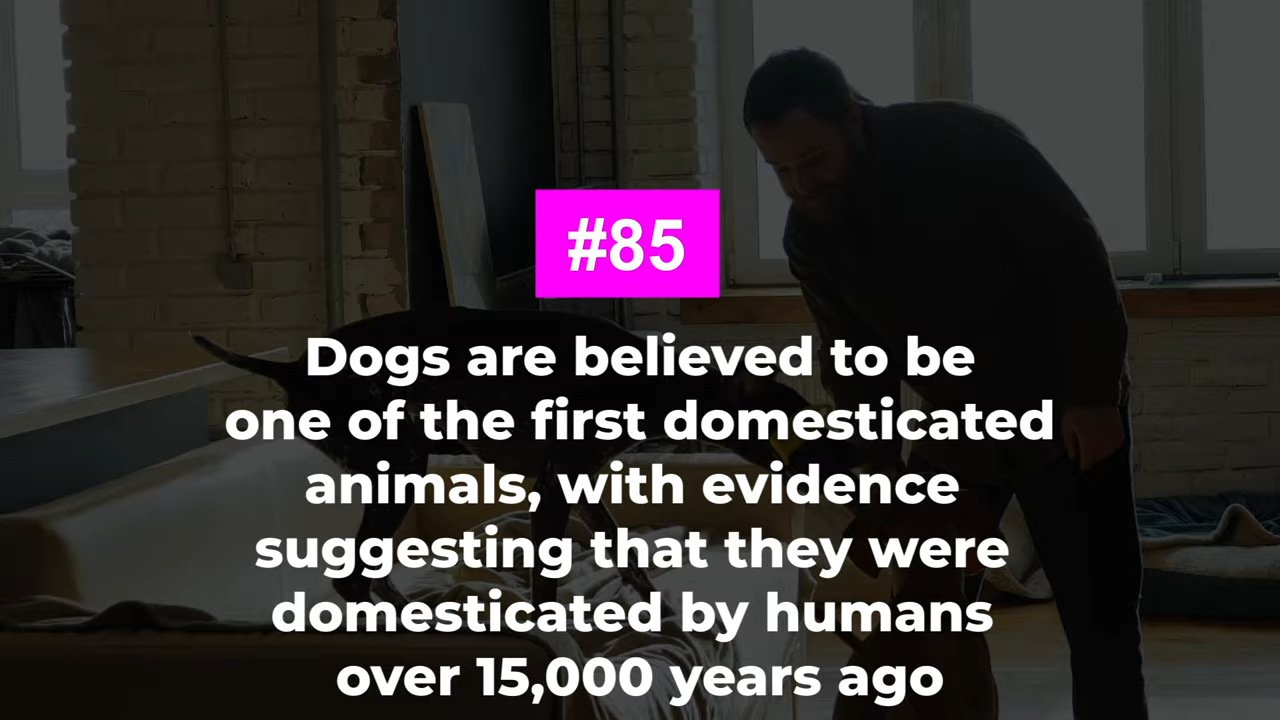 #85
Dogs are believed to be
one of the first domesticated
animals, with evidence
suggesting that they were
domesticated by humans
over 15,000 years ago